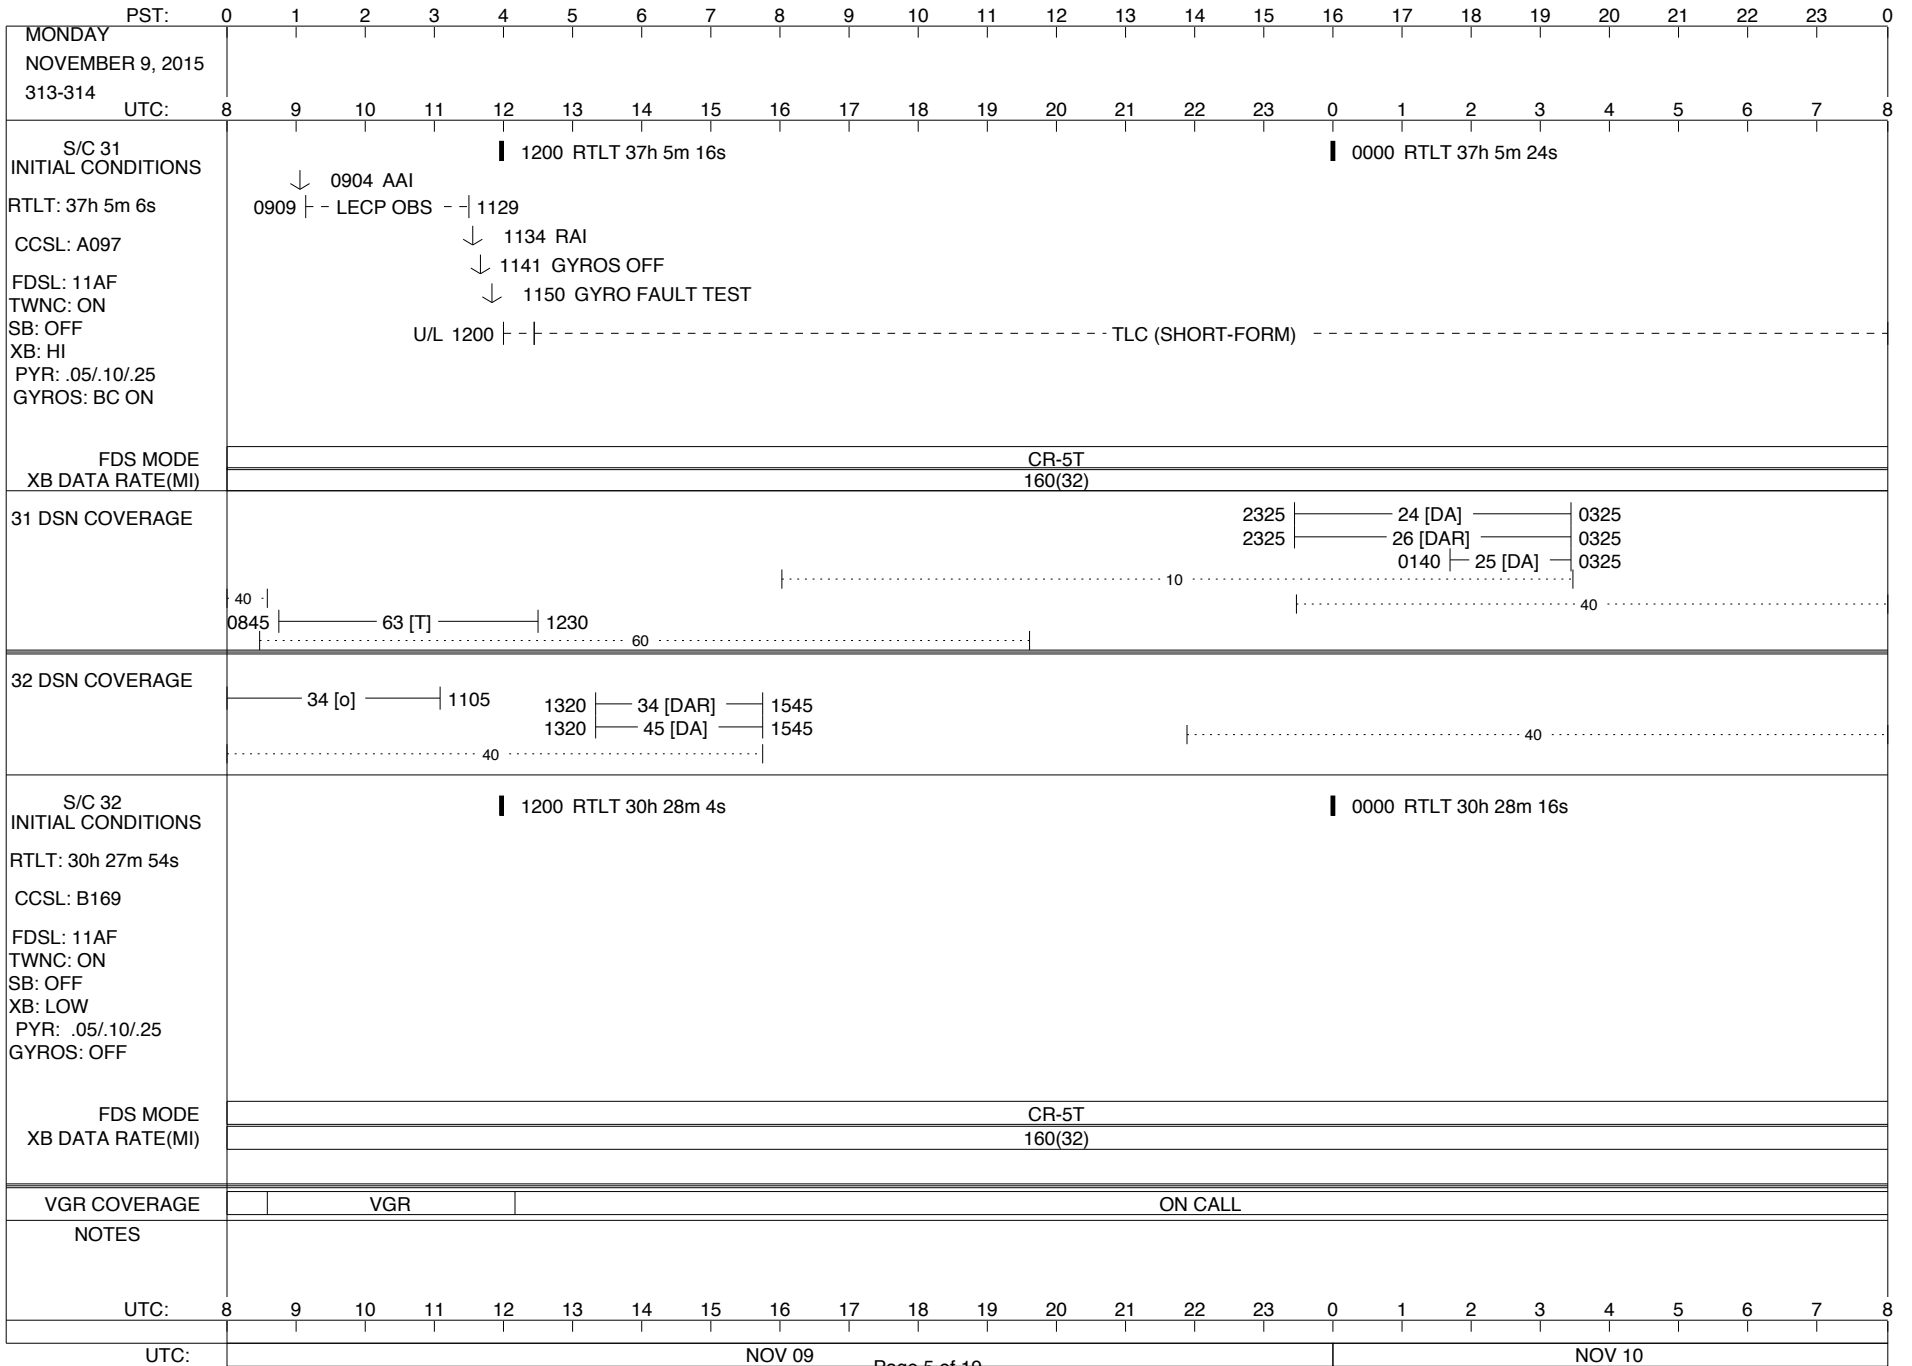 PST: 0 1 2 3 4 5 6 7 8 9 10 11 12 13 14 15 16 17 18 19 20 21 22 23 0
MONDAY
NOVEMBER 9, 2015
313-314
UTC: 8 9 10 11 12 13 14 15 16 17 18 19 20 21 22 23 0 1 2 3 4 5 6 7 8
S/C 31
INITIAL CONDITIONS
RTLT: 37h 5m 6s
CCSL: A097
FDSL: 11AF
TWNC: ON
SB: OFF
XB: HI
PYR: .05/.10/.25
GYROS: BC ON
1200 RTLT 37h 5m 16s
0000 RTLT 37h 5m 24s
0904 AAI
0909 LECP OBS 1129
1134 RAI
1141 GYROS OFF
1150 GYRO FAULT TEST
U/L 1200 TLC (SHORT-FORM)
FDS MODE CR-5T
XB DATA RATE(MI) 160(32)
31 DSN COVERAGE
2325 24 [DA] 0325
2325 26 [DAR] 0325
0140 25 [DA] 0325
10
40 40
0845 63 [T] 1230
60
32 DSN COVERAGE
34 [o] 1105
1320 34 [DAR] 1545
1320 45 [DA] 1545
40
40
S/C 32
INITIAL CONDITIONS
RTLT: 30h 27m 54s
CCSL: B169
FDSL: 11AF
TWNC: ON
SB: OFF
XB: LOW
PYR: .05/.10/.25
GYROS: OFF
1200 RTLT 30h 28m 4s
0000 RTLT 30h 28m 16s
FDS MODE CR-5T
XB DATA RATE(MI) 160(32)
VGR COVERAGE VGR ON CALL
NOTES
UTC: 8 9 10 11 12 13 14 15 16 17 18 19 20 21 22 23 0 1 2 3 4 5 6 7 8
UTC: NOV 09 NOV 10
Page 5 of 19